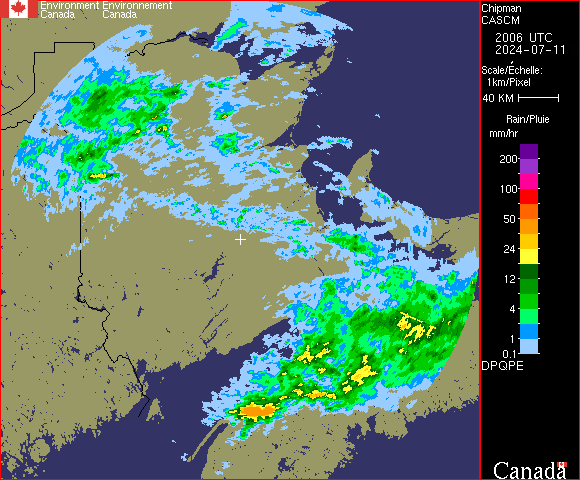 Environment Environnement
Canada Canada
Chipman
CASCM
2006 UTC
2024-07-11
Scale/Échelle:
1km/Pixel
40 KM
Rain/Pluie
mm/hr
200
100
50
24
12
4
1
0.1
DPQPE
Canada